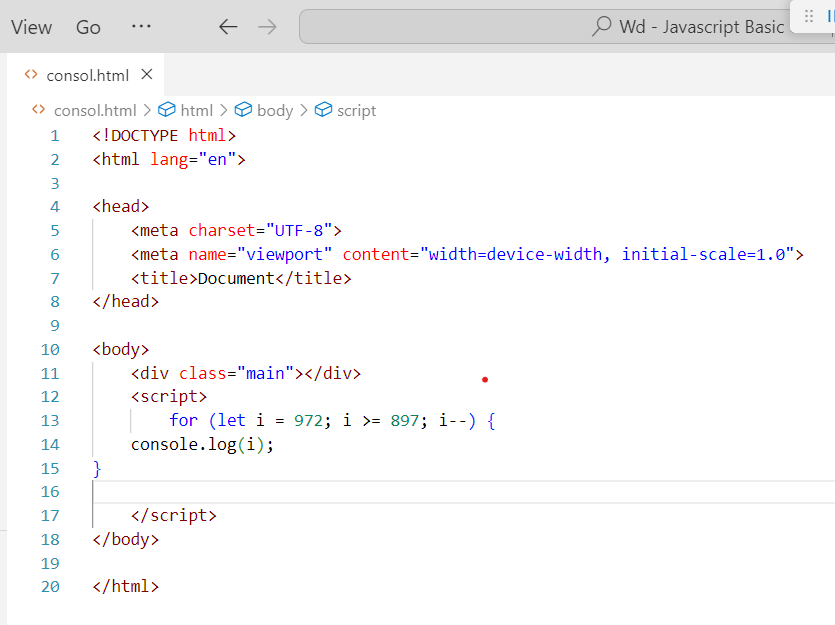 View Go ··· Wd - Javascript Basic
consol.html
consol.html > html > body > script
1 <!DOCTYPE html>
2 <html lang="en">
3
4 <head>
5     <meta charset="UTF-8">
6     <meta name="viewport" content="width=device-width, initial-scale=1.0">
7     <title>Document</title>
8 </head>
9
10 <body>
11     <div class="main"></div>
12     <script>
13         for (let i = 972; i >= 897; i--) {
14     console.log(i);
15 }
16
17     </script>
18 </body>
19
20 </html>